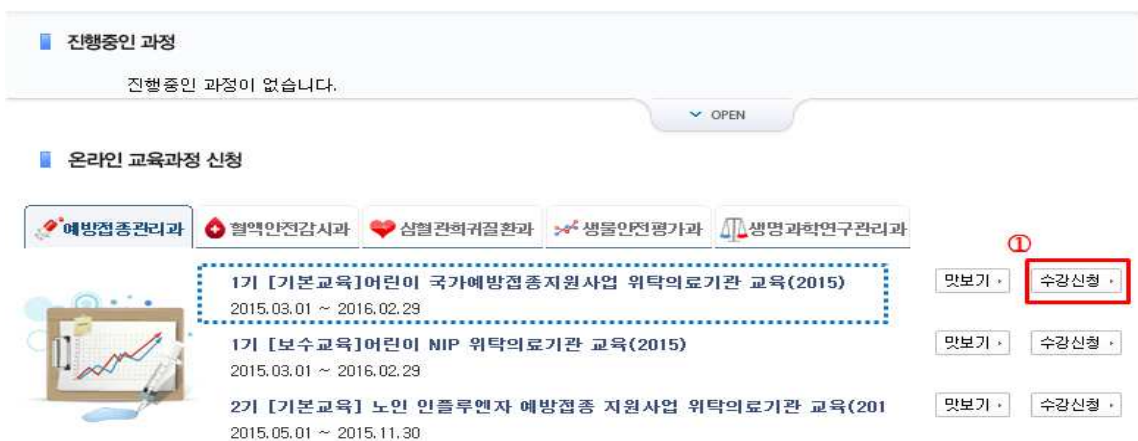 진행중인 과정
진행중인 과정이 없습니다.
OPEN
온라인 교육과정 신청
예방접종관리과 혈액안전감시과 심혈관희귀질환과 생물안전평가과 생명과학연구관리과
①
1기 [기본교육]어린이 국가예방접종지원사업 위탁의료기관 교육(2015) 맛보기 수강신청
2015.03.01 ~ 2016.02.29
1기 [보수교육]어린이 NIP 위탁의료기관 교육(2015) 맛보기 수강신청
2015.03.01 ~ 2016.02.29
2기 [기본교육] 노인 인플루엔자 예방접종 지원사업 위탁의료기관 교육(201 맛보기 수강신청
2015.05.01 ~ 2015.11.30